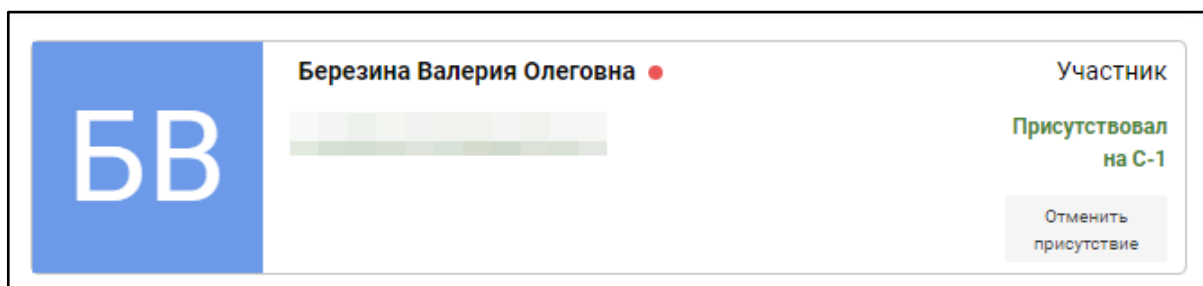 БВ
Березина Валерия Олеговна
Участник
Присутствовал
на С-1
Отменить
присутствие